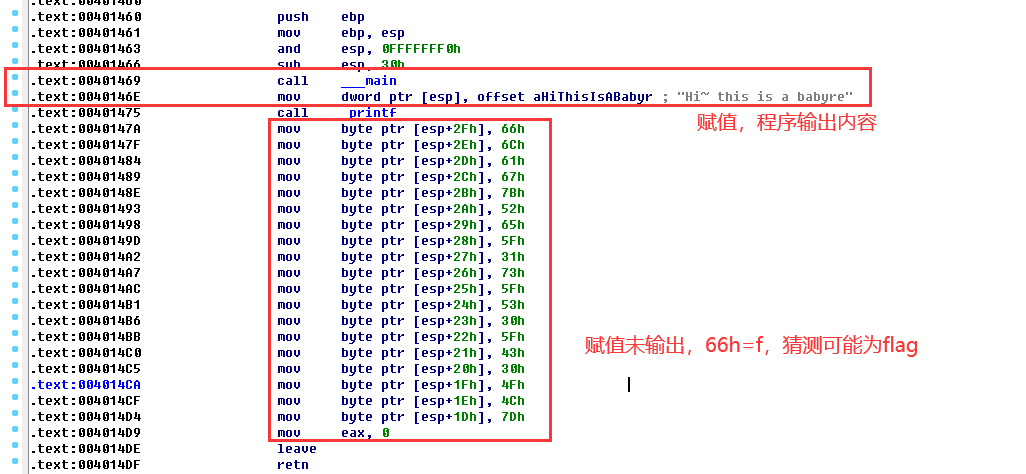 .text:00401460
.text:00401460 push ebp
.text:00401461 mov ebp, esp
.text:00401463 and esp, 0FFFFFFF0h
.text:00401466 sub esp, 30h
.text:00401469 call ___main
.text:0040146E mov dword ptr [esp], offset aHiThisIsABabyr ; "Hi~ this is a babyre"
.text:00401475 call _printf
赋值，程序输出内容
.text:0040147A mov byte ptr [esp+2Fh], 66h
.text:0040147F mov byte ptr [esp+2Eh], 6Ch
.text:00401484 mov byte ptr [esp+2Dh], 61h
.text:00401489 mov byte ptr [esp+2Ch], 67h
.text:0040148E mov byte ptr [esp+2Bh], 7Bh
.text:00401493 mov byte ptr [esp+2Ah], 52h
.text:00401498 mov byte ptr [esp+29h], 65h
.text:0040149D mov byte ptr [esp+28h], 5Fh
.text:004014A2 mov byte ptr [esp+27h], 31h
.text:004014A7 mov byte ptr [esp+26h], 73h
.text:004014AC mov byte ptr [esp+25h], 5Fh
.text:004014B1 mov byte ptr [esp+24h], 53h
.text:004014B6 mov byte ptr [esp+23h], 30h
.text:004014BB mov byte ptr [esp+22h], 5Fh
赋值未输出，66h=f，猜测可能为flag
.text:004014C0 mov byte ptr [esp+21h], 43h
.text:004014C5 mov byte ptr [esp+20h], 30h
.text:004014CA mov byte ptr [esp+1Fh], 4Fh
.text:004014CF mov byte ptr [esp+1Eh], 4Ch
.text:004014D4 mov byte ptr [esp+1Dh], 7Dh
.text:004014D9 mov eax, 0
.text:004014DE leave
.text:004014DF retn